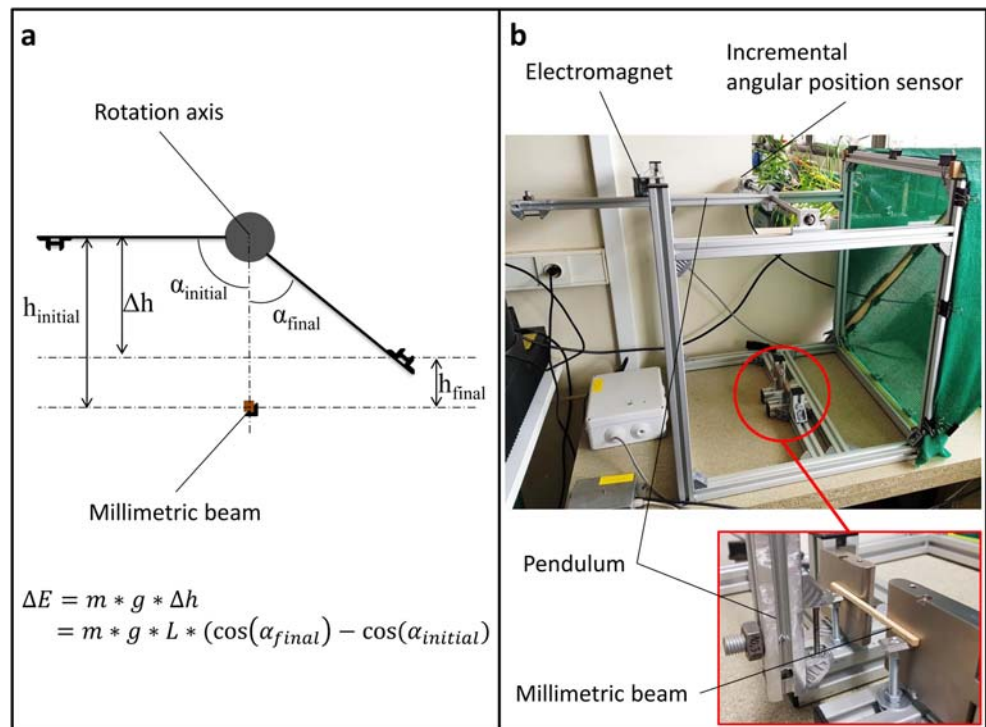 a
Rotation axis
h_initial
Δh
α_initial
α_final
h_final
Millimetric beam
ΔE = m * g * Δh
= m * g * L * (cos(α_final) − cos(α_initial)
b
Electromagnet
Incremental
angular position sensor
Pendulum
Millimetric beam